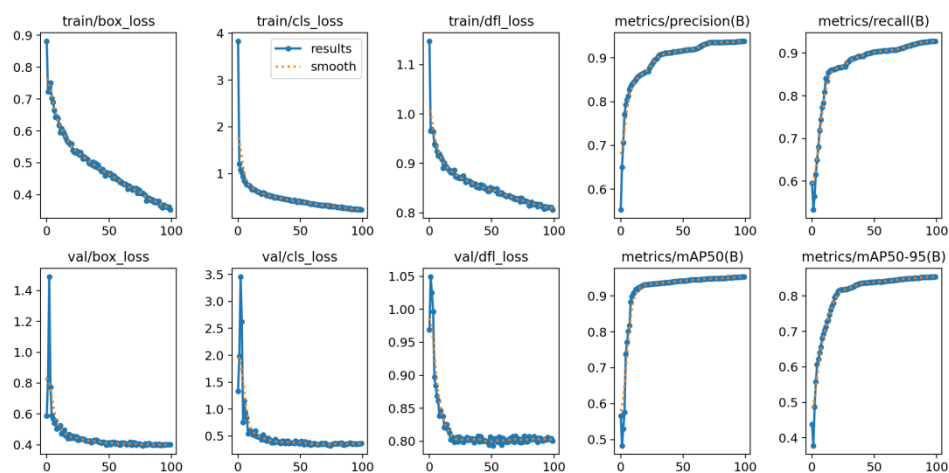 train/box_loss
train/cls_loss
train/dfl_loss
metrics/precision(B)
metrics/recall(B)
0.9
0.8
0.7
0.6
0.5
0.4
0 50 100
4
3
2
1
0 50 100
results
smooth
1.1
1.0
0.9
0.8
0 50 100
0.9
0.8
0.7
0.6
0 50 100
0.9
0.8
0.7
0.6
0 50 100
val/box_loss
val/cls_loss
val/dfl_loss
metrics/mAP50(B)
metrics/mAP50-95(B)
1.4
1.2
1.0
0.8
0.6
0.4
0 50 100
3.5
3.0
2.5
2.0
1.5
1.0
0.5
0 50 100
1.05
1.00
0.95
0.90
0.85
0.80
0 50 100
0.9
0.8
0.7
0.6
0.5
0 50 100
0.8
0.7
0.6
0.5
0.4
0 50 100